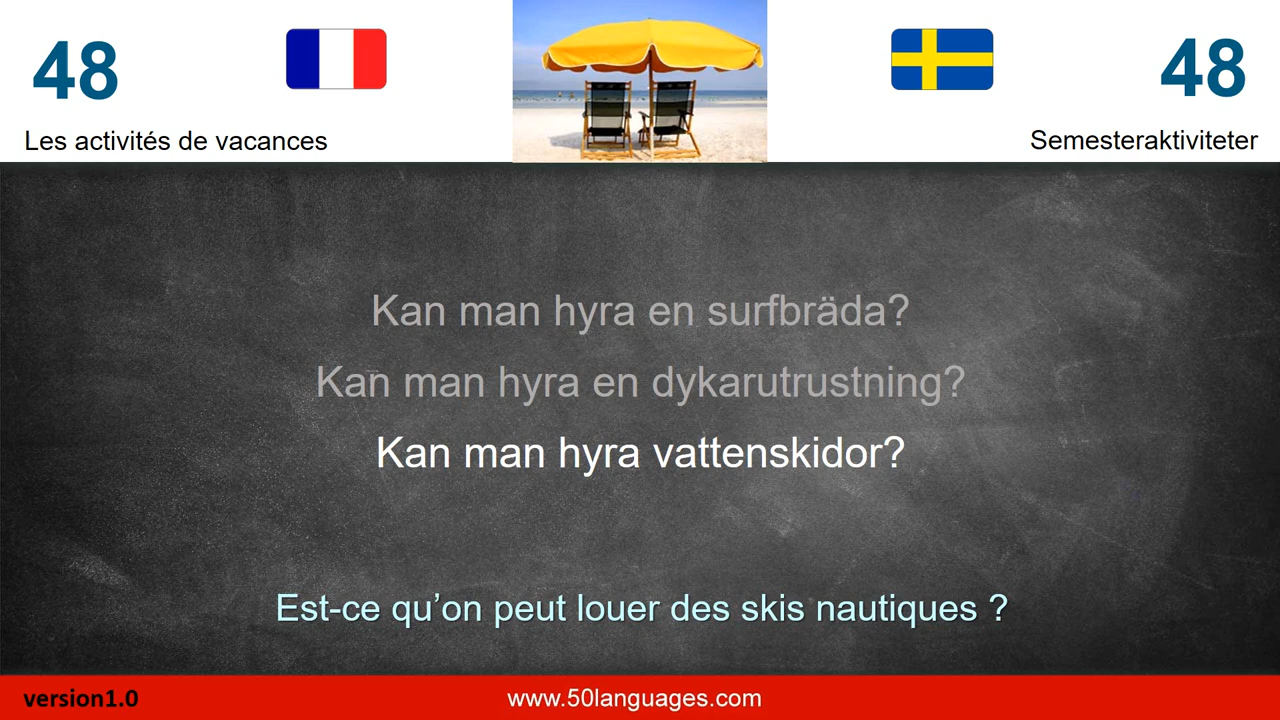 48
48
Les activités de vacances
Semesteraktiviteter
Kan man hyra en surfbräda?
Kan man hyra en dykarutrustning?
Kan man hyra vattenskidor?
Est-ce qu’on peut louer des skis nautiques ?
version1.0
www.50languages.com